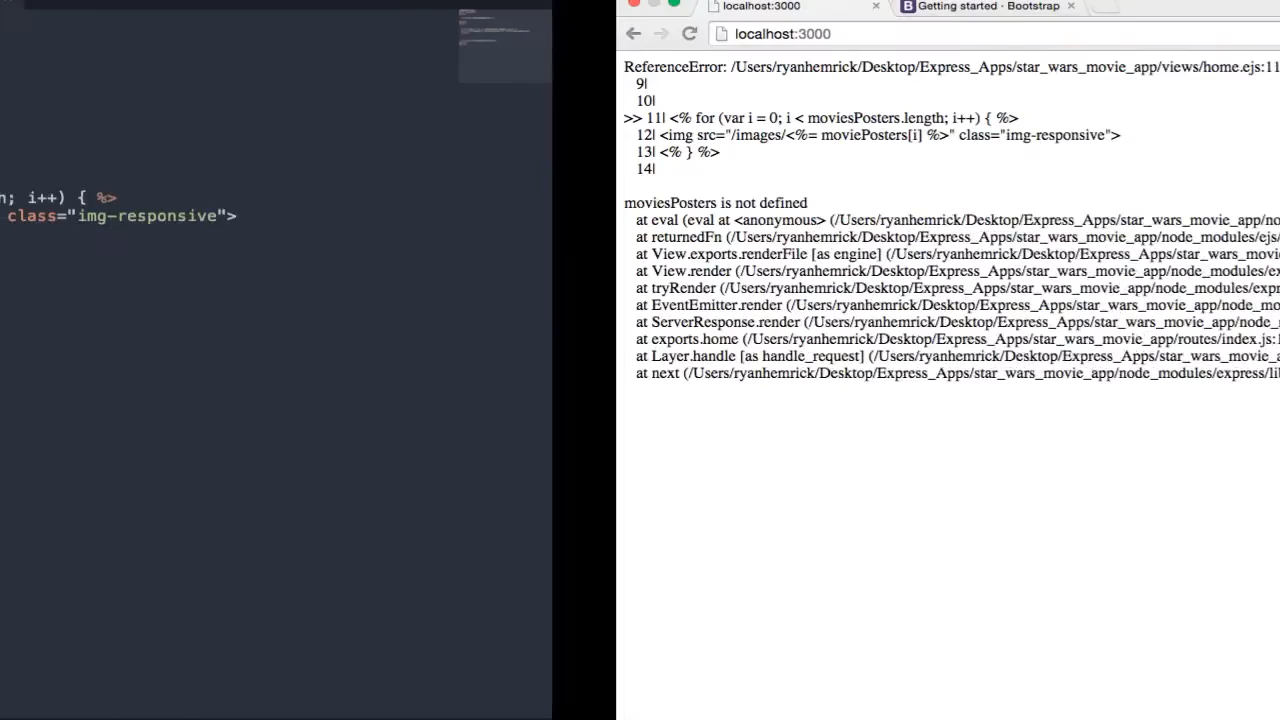 n; i++) { %>
class="img-responsive">
localhost:3000
Getting started · Bootstrap
localhost:3000
ReferenceError: /Users/ryanhemrick/Desktop/Express_Apps/star_wars_movie_app/views/home.ejs:11
9|
10|
>> 11| <% for (var i = 0; i < moviesPosters.length; i++) { %>
12| <img src="/images/<%= moviePosters[i] %>" class="img-responsive">
13| <% } %>
14|
moviesPosters is not defined
at eval (eval at <anonymous> (/Users/ryanhemrick/Desktop/Express_Apps/star_wars_movie_app/no
at returnedFn (/Users/ryanhemrick/Desktop/Express_Apps/star_wars_movie_app/node_modules/ejs/
at View.exports.renderFile [as engine] (/Users/ryanhemrick/Desktop/Express_Apps/star_wars_movi
at View.render (/Users/ryanhemrick/Desktop/Express_Apps/star_wars_movie_app/node_modules/ex
at tryRender (/Users/ryanhemrick/Desktop/Express_Apps/star_wars_movie_app/node_modules/expr
at EventEmitter.render (/Users/ryanhemrick/Desktop/Express_Apps/star_wars_movie_app/node_mo
at ServerResponse.render (/Users/ryanhemrick/Desktop/Express_Apps/star_wars_movie_app/node_
at exports.home (/Users/ryanhemrick/Desktop/Express_Apps/star_wars_movie_app/routes/index.js:1
at Layer.handle [as handle_request] (/Users/ryanhemrick/Desktop/Express_Apps/star_wars_movie_a
at next (/Users/ryanhemrick/Desktop/Express_Apps/star_wars_movie_app/node_modules/express/lil